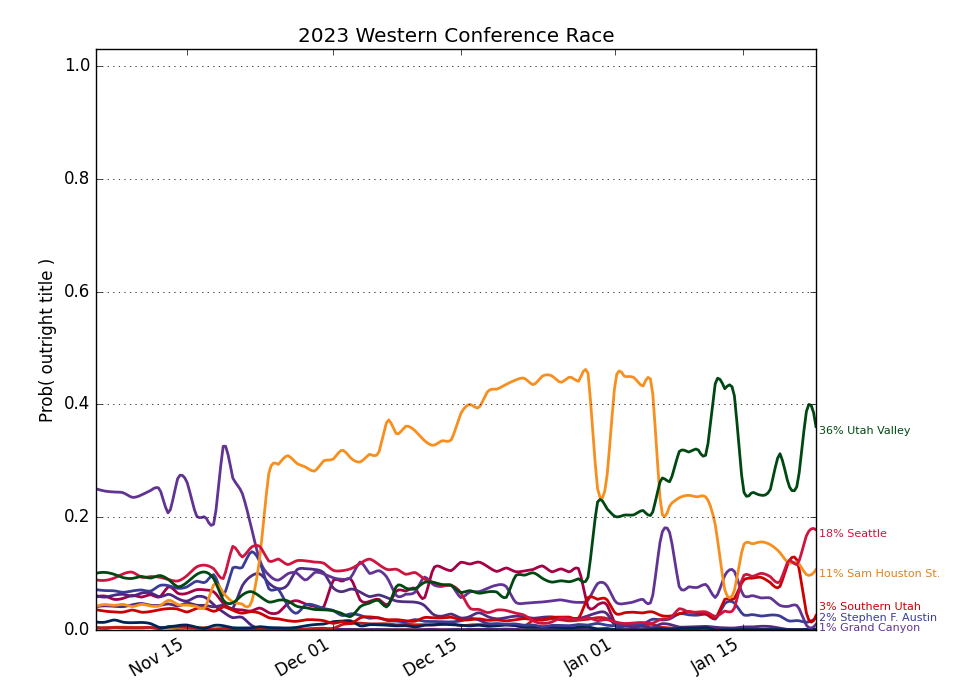 2023 Western Conference Race
Prob( outright title )
1.0
0.8
0.6
0.4
0.2
0.0
36% Utah Valley
18% Seattle
11% Sam Houston St.
3% Southern Utah
2% Stephen F. Austin
1% Grand Canyon
Nov 15
Dec 01
Dec 15
Jan 01
Jan 15